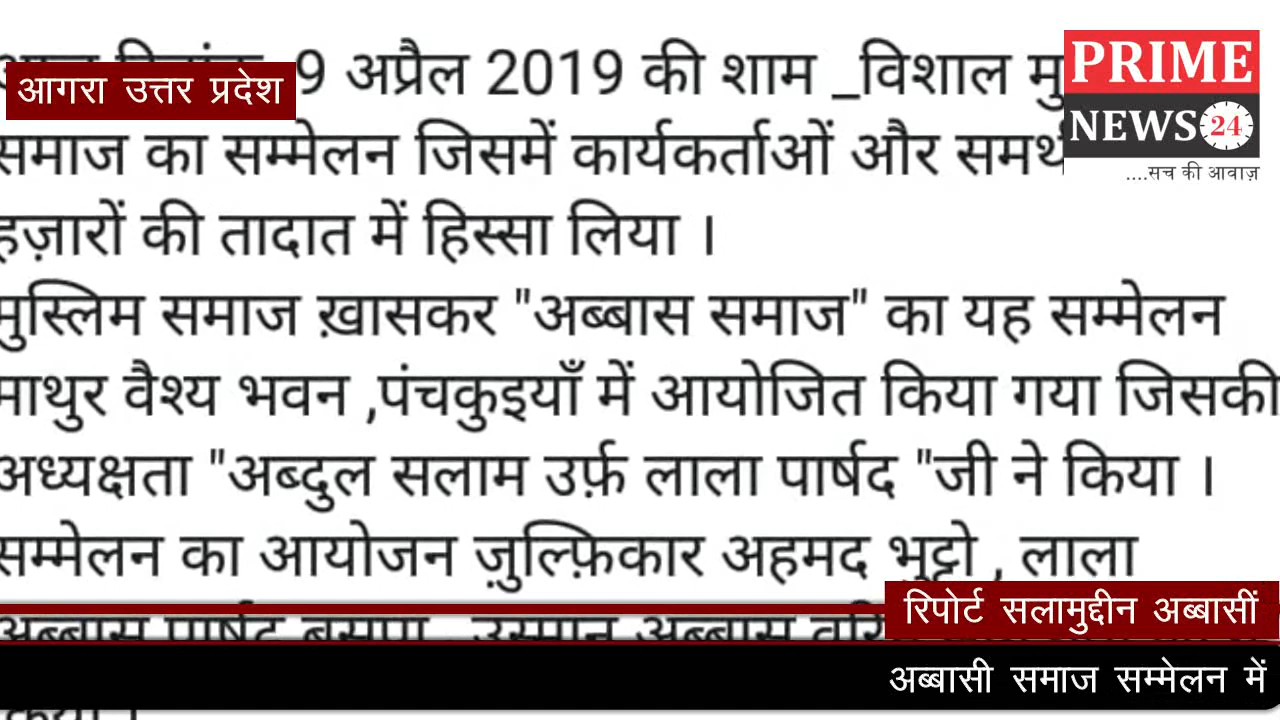 आगरा उत्तर प्रदेश
9 अप्रैल 2019 की शाम _विशाल
PRIME
NEWS 24
....सच की आवाज़
समाज का सम्मेलन जिसमें कार्यकर्ताओं और
हज़ारों की तादात में हिस्सा लिया ।
मुस्लिम समाज ख़ासकर "अब्बास समाज" का यह सम्मेलन
माथुर वैश्य भवन ,पंचकुइयाँ में आयोजित किया गया जिसकी
अध्यक्षता "अब्दुल सलाम उर्फ़ लाला पार्षद "जी ने किया ।
सम्मेलन का आयोजन ज़ुल्फ़िकार अहमद भुट्टो , लाला
रिपोर्ट सलामुद्दीन अब्बासीं
अब्बासी समाज सम्मेलन में